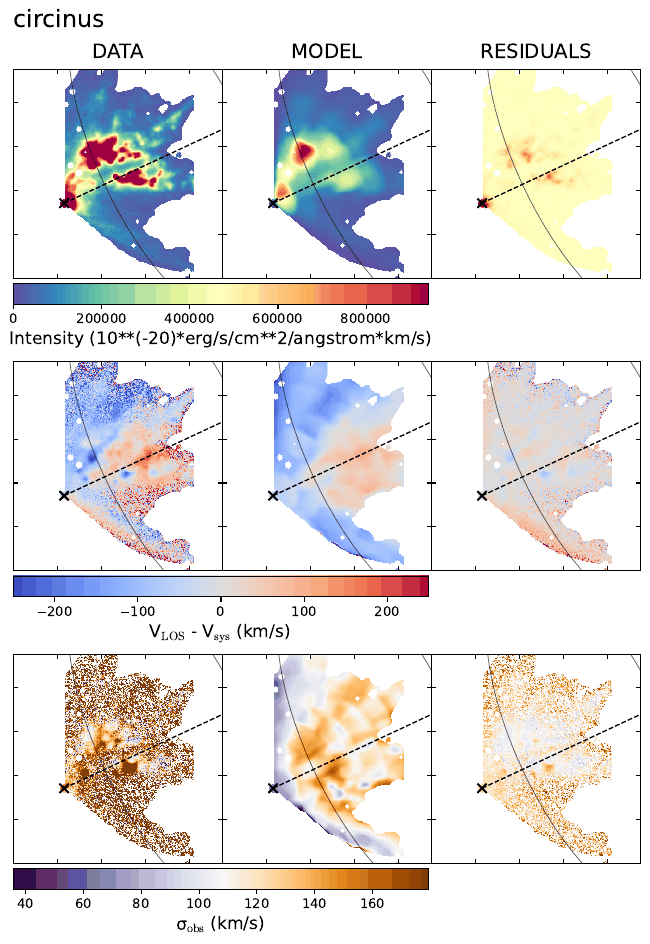 circinus
DATA MODEL RESIDUALS
0 200000 400000 600000 800000
Intensity (10**(-20)*erg/s/cm**2/angstrom*km/s)
−200 −100 0 100 200
V_LOS - V_sys (km/s)
40 60 80 100 120 140 160
σ_obs (km/s)